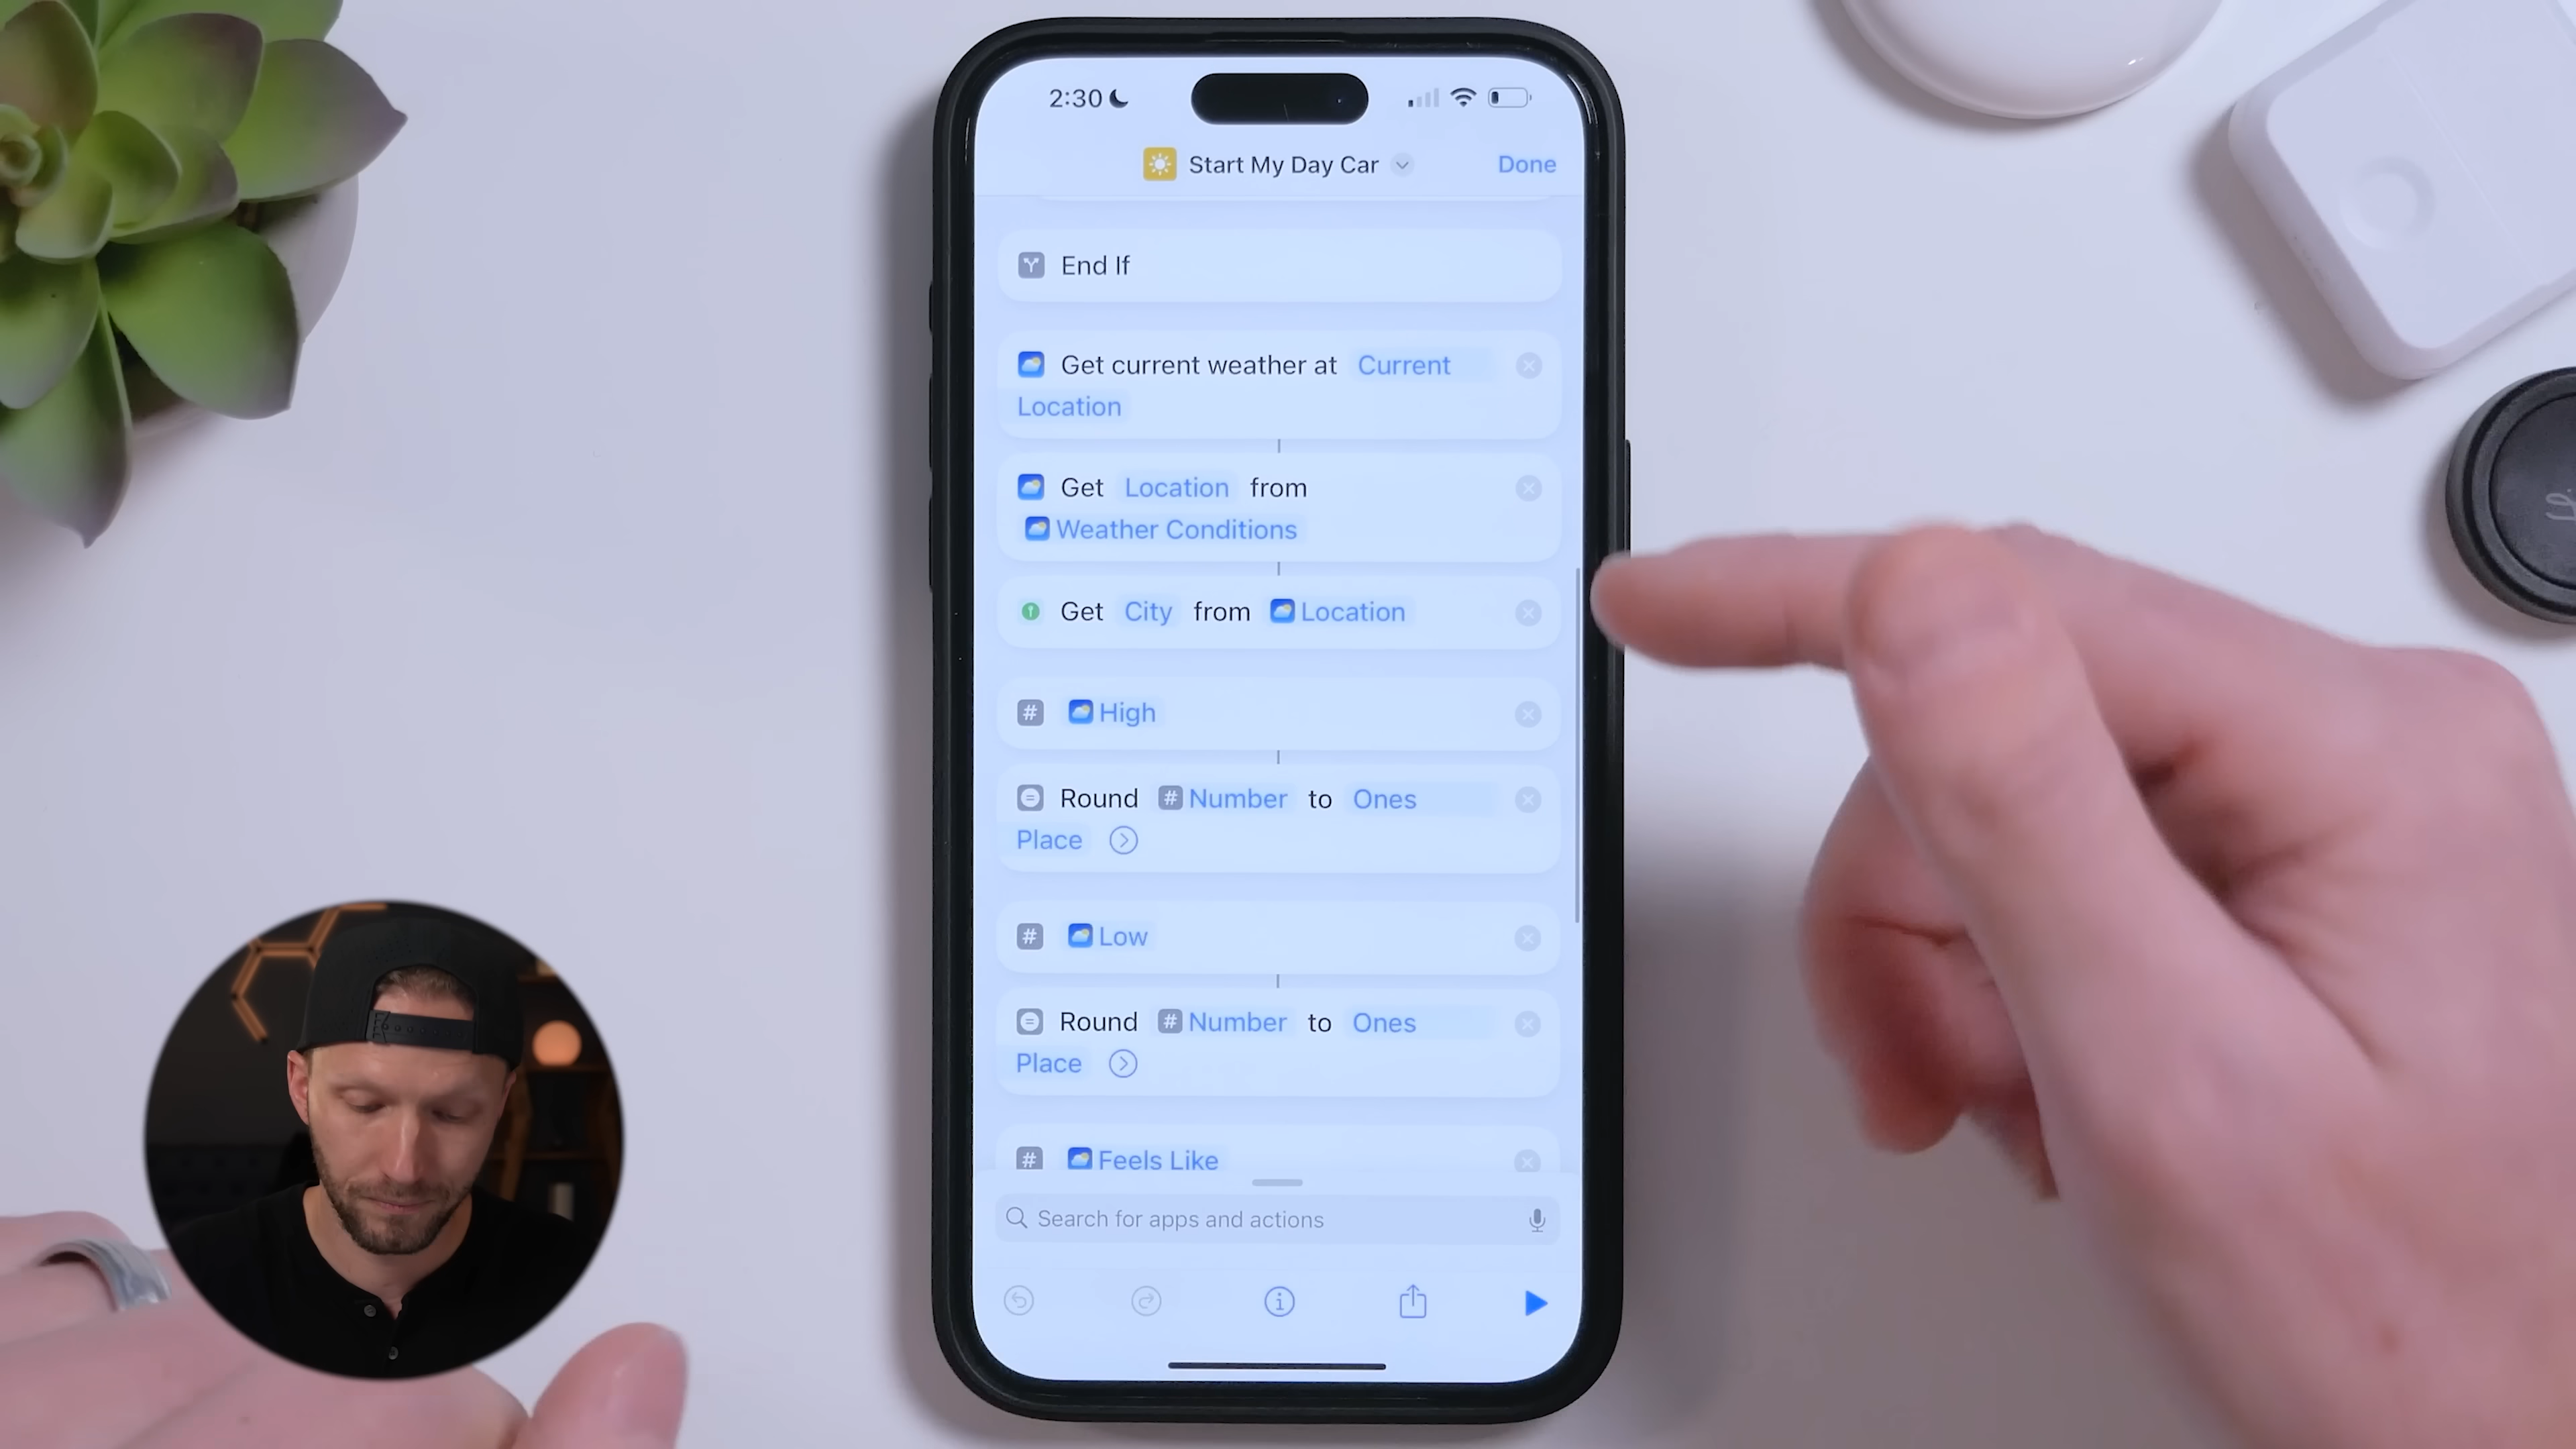 2:30
Start My Day Car
Done
End If
Get current weather at Current
Location
Get Location from
Weather Conditions
Get City from Location
# High
Round # Number to Ones
Place
# Low
Round # Number to Ones
Place
# Feels Like
Search for apps and actions